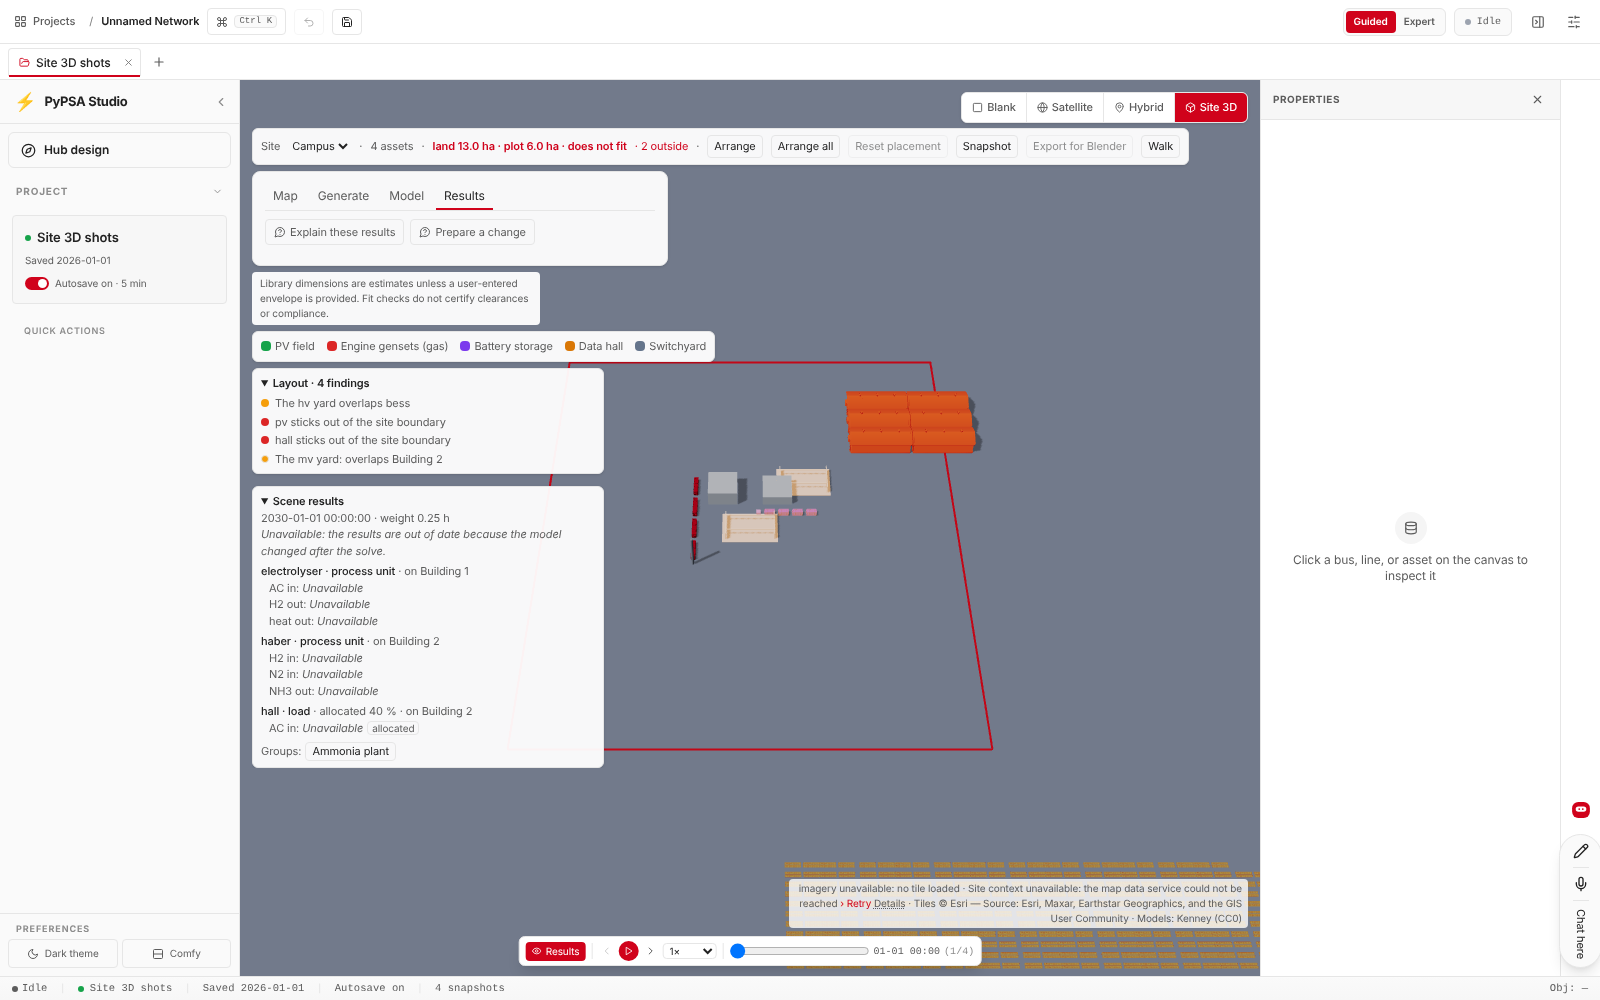 Projects / Unnamed Network Ctrl K
Guided Expert Idle
Site 3D shots
PyPSA Studio
Hub design
PROJECT
Site 3D shots
Saved 2026-01-01
Autosave on · 5 min
QUICK ACTIONS
PREFERENCES
Dark theme Comfy
Blank Satellite Hybrid Site 3D
Site Campus · 4 assets · land 13.0 ha · plot 6.0 ha · does not fit · 2 outside · Arrange Arrange all Reset placement Snapshot Export for Blender Walk
Map Generate Model Results
Explain these results Prepare a change
Library dimensions are estimates unless a user-entered
envelope is provided. Fit checks do not certify clearances
or compliance.
PV field Engine gensets (gas) Battery storage Data hall Switchyard
Layout · 4 findings
The hv yard overlaps bess
pv sticks out of the site boundary
hall sticks out of the site boundary
The mv yard: overlaps Building 2
Scene results
2030-01-01 00:00:00 · weight 0.25 h
Unavailable: the results are out of date because the model
changed after the solve.
electrolyser · process unit · on Building 1
AC in: Unavailable
H2 out: Unavailable
heat out: Unavailable
haber · process unit · on Building 2
H2 in: Unavailable
N2 in: Unavailable
NH3 out: Unavailable
hall · load · allocated 40 % · on Building 2
AC in: Unavailable allocated
Groups: Ammonia plant
imagery unavailable: no tile loaded · Site context unavailable: the map data service could not be
reached › Retry Details · Tiles © Esri — Source: Esri, Maxar, Earthstar Geographics, and the GIS
User Community · Models: Kenney (CC0)
Results 1× 01-01 00:00 (1/4)
PROPERTIES
Click a bus, line, or asset on the canvas to
inspect it
Chat here
Idle Site 3D shots Saved 2026-01-01 Autosave on 4 snapshots Obj: —